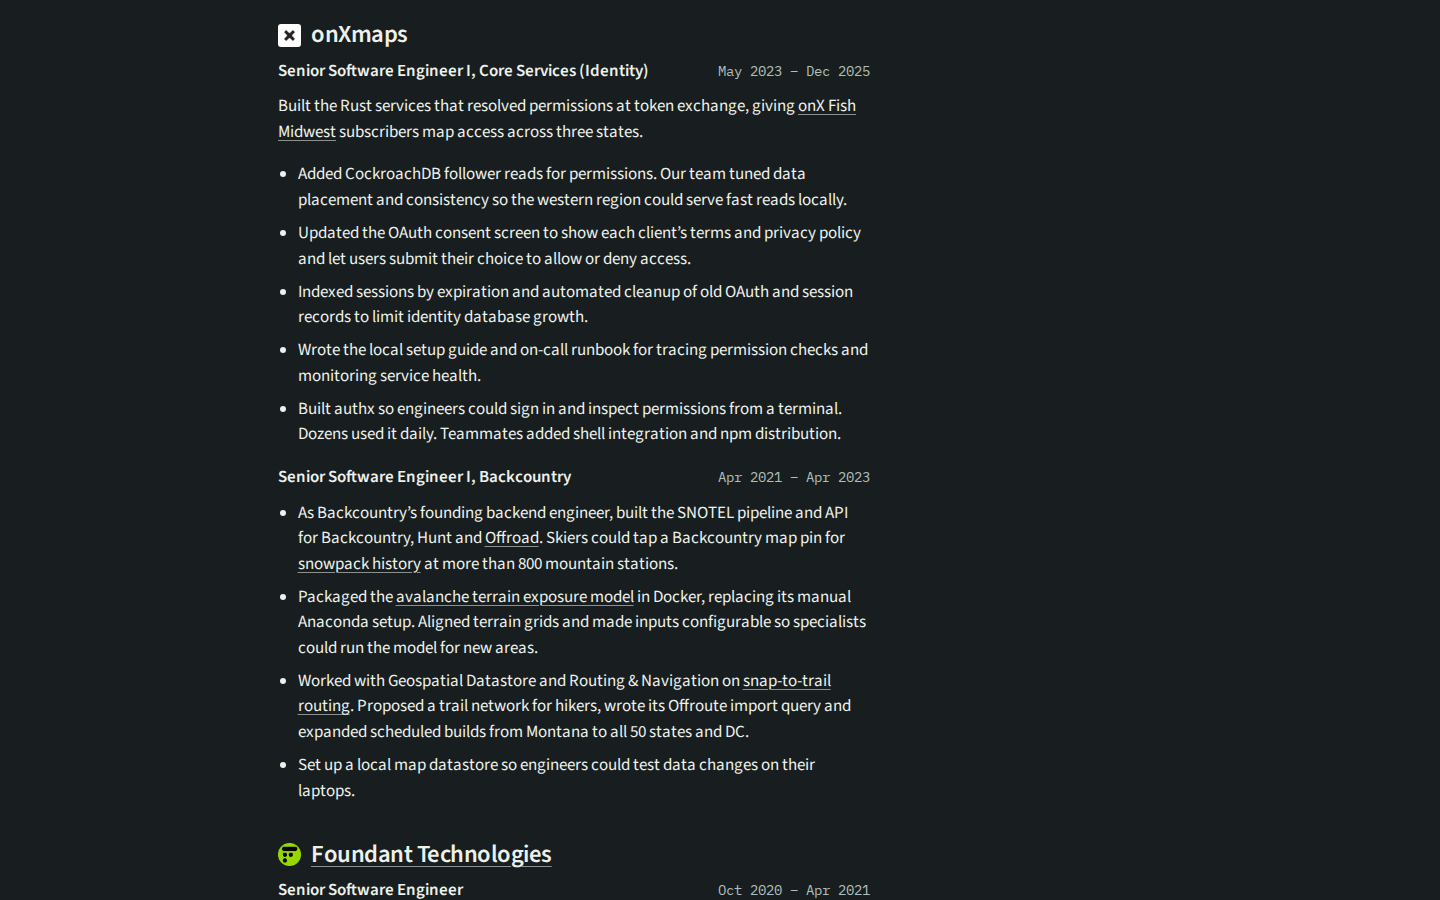 onXmaps
Senior Software Engineer I, Core Services (Identity) May 2023 – Dec 2025
Built the Rust services that resolved permissions at token exchange, giving onX Fish
Midwest subscribers map access across three states.
• Added CockroachDB follower reads for permissions. Our team tuned data
placement and consistency so the western region could serve fast reads locally.
• Updated the OAuth consent screen to show each client’s terms and privacy policy
and let users submit their choice to allow or deny access.
• Indexed sessions by expiration and automated cleanup of old OAuth and session
records to limit identity database growth.
• Wrote the local setup guide and on-call runbook for tracing permission checks and
monitoring service health.
• Built authx so engineers could sign in and inspect permissions from a terminal.
Dozens used it daily. Teammates added shell integration and npm distribution.
Senior Software Engineer I, Backcountry Apr 2021 – Apr 2023
• As Backcountry’s founding backend engineer, built the SNOTEL pipeline and API
for Backcountry, Hunt and Offroad. Skiers could tap a Backcountry map pin for
snowpack history at more than 800 mountain stations.
• Packaged the avalanche terrain exposure model in Docker, replacing its manual
Anaconda setup. Aligned terrain grids and made inputs configurable so specialists
could run the model for new areas.
• Worked with Geospatial Datastore and Routing & Navigation on snap-to-trail
routing. Proposed a trail network for hikers, wrote its Offroute import query and
expanded scheduled builds from Montana to all 50 states and DC.
• Set up a local map datastore so engineers could test data changes on their
laptops.
Foundant Technologies
Senior Software Engineer Oct 2020 – Apr 2021